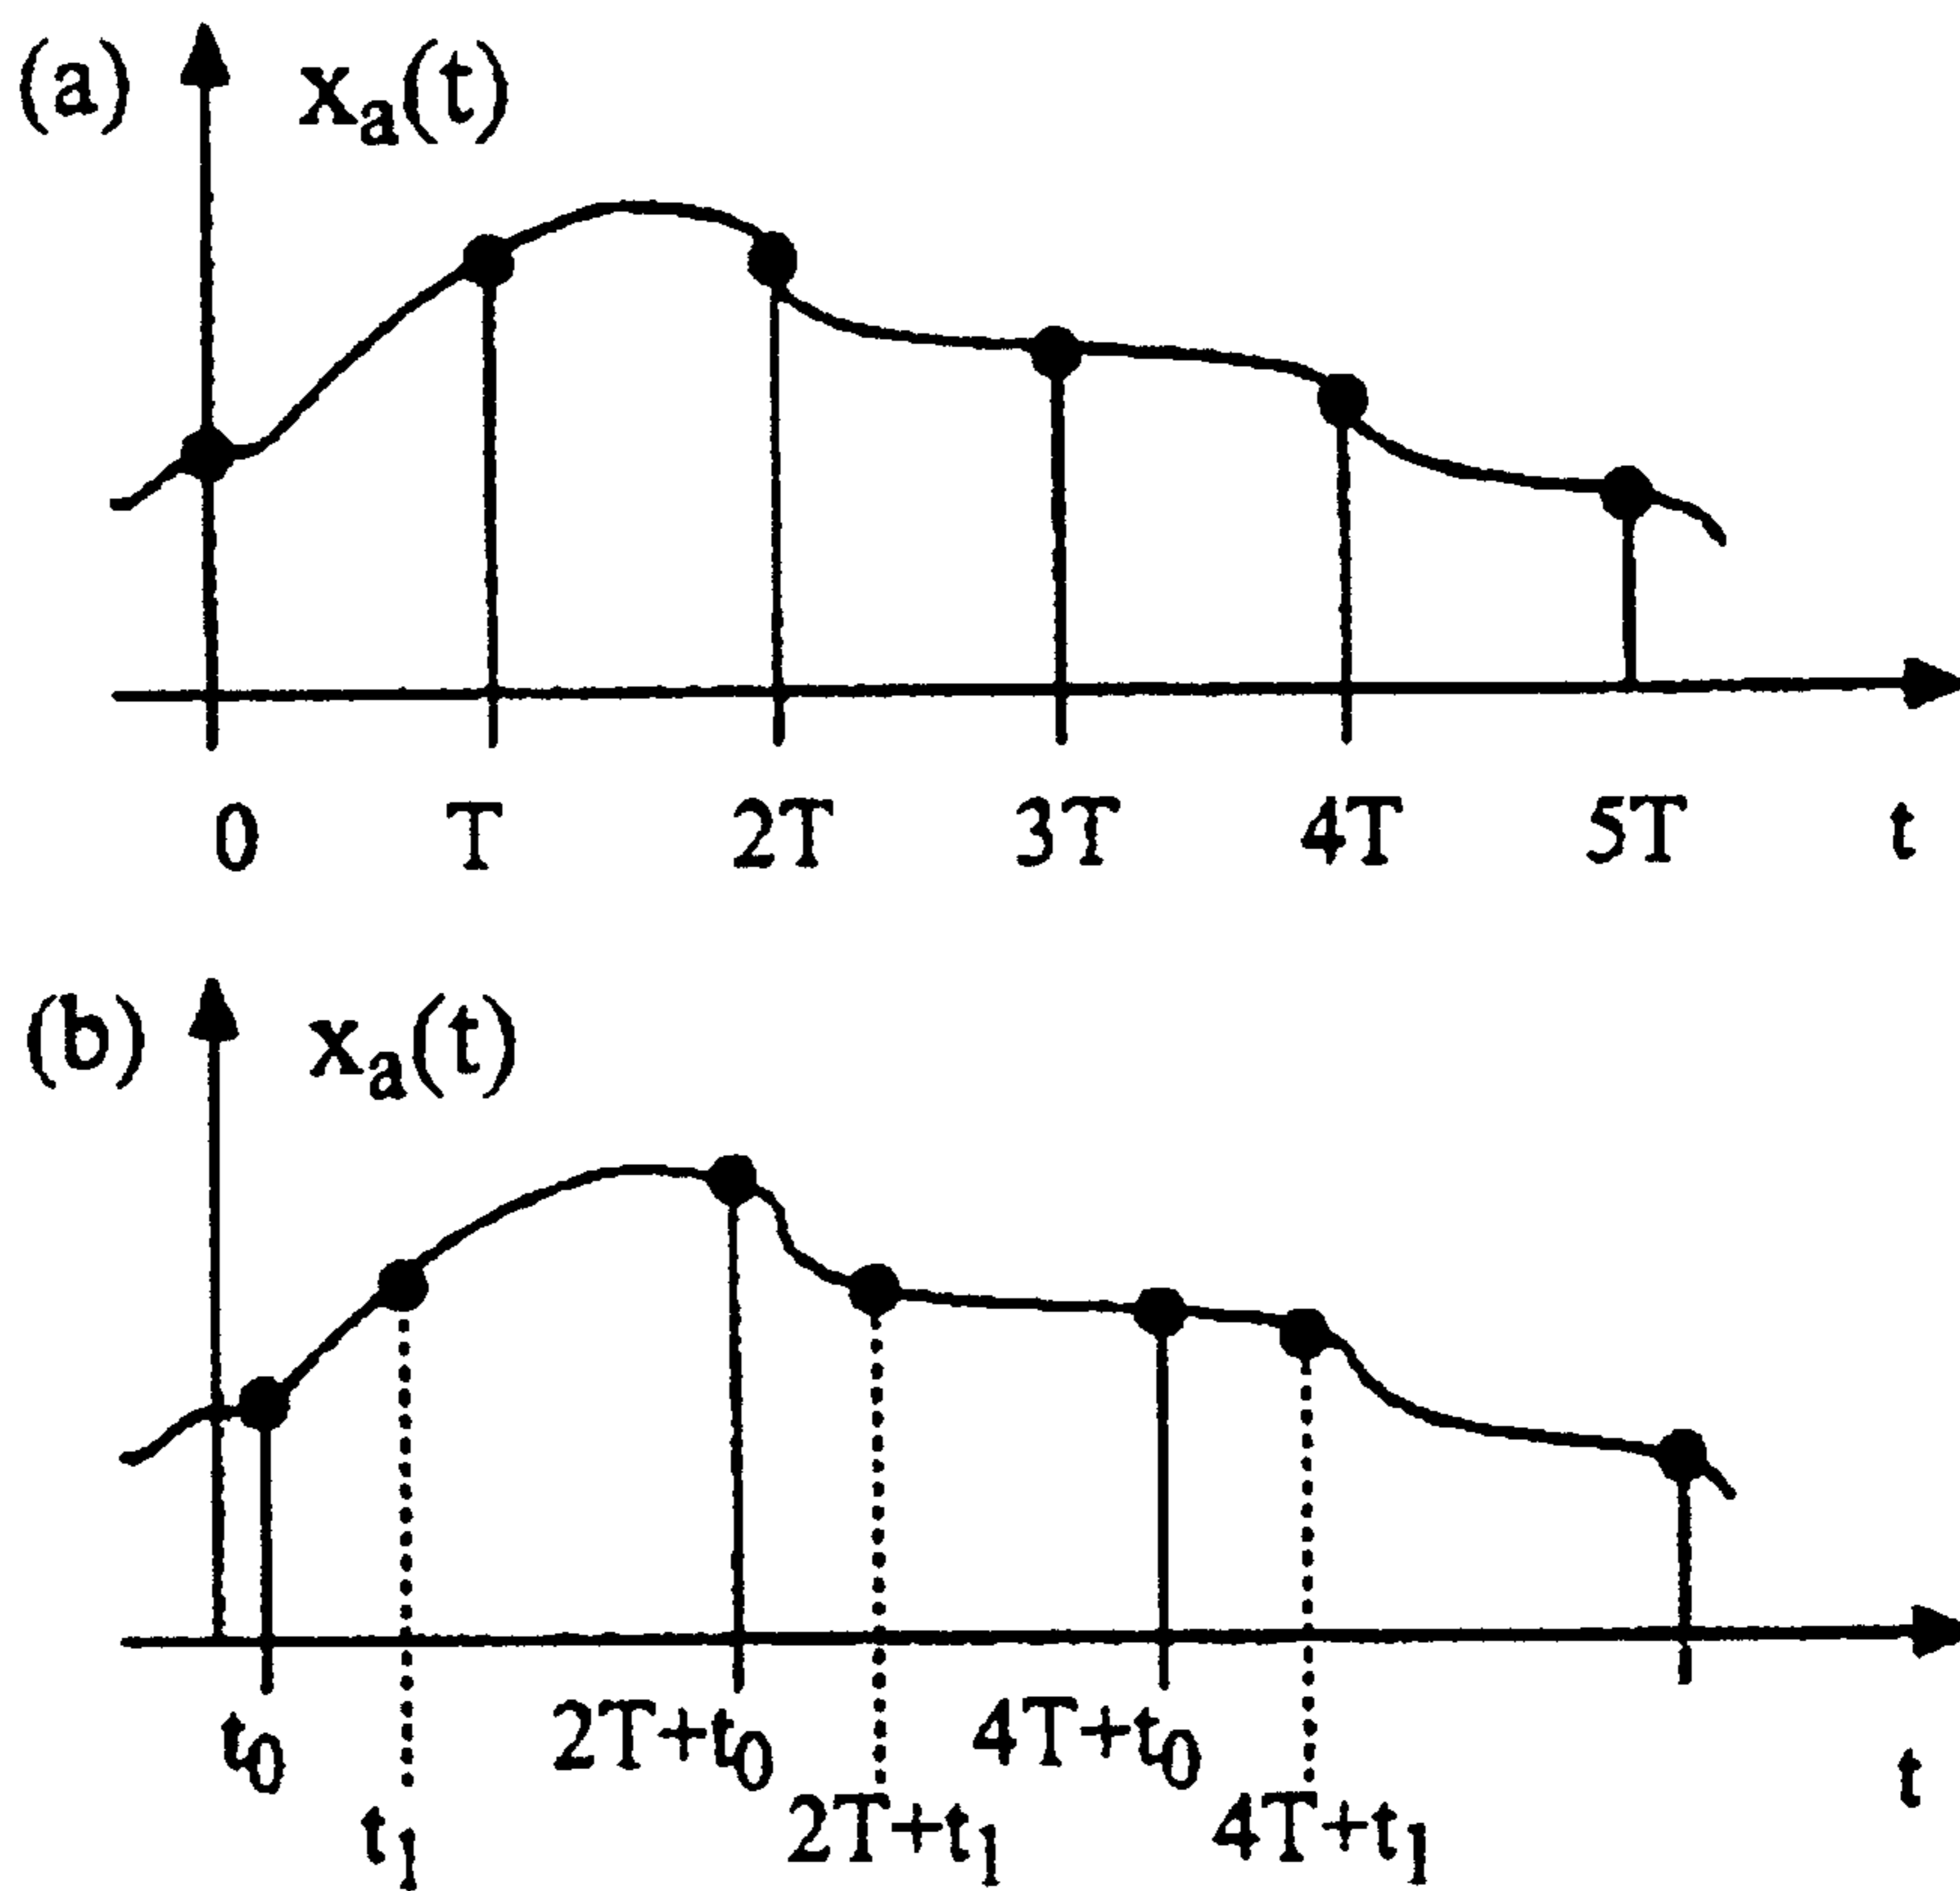 (a) xₐ(t)
0 T 2T 3T 4T 5T t
(b) xₐ(t)
t₀ 2T+t₀ 4T+t₀ t
t₁ 2T+t₁ 4T+t₁